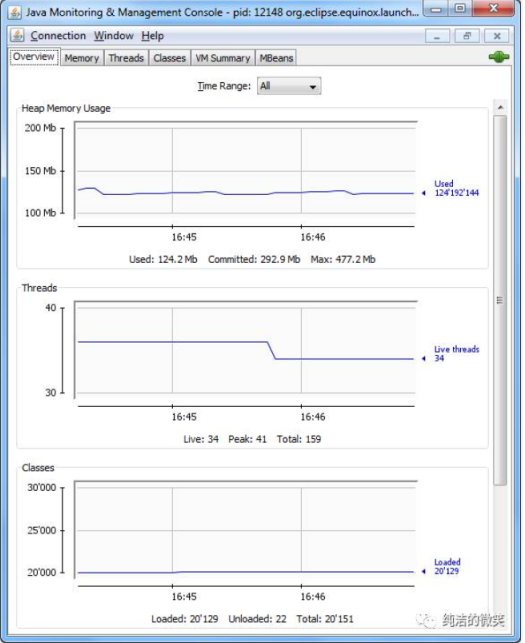 Java Monitoring & Management Console - pid: 12148 org.eclipse.equinox.launch...
Connection Window Help
Overview Memory Threads Classes VM Summary MBeans
Time Range: All
Heap Memory Usage
200 Mb
150 Mb
Used
124'192'144
100 Mb
16:45 16:46
Used: 124.2 Mb Committed: 292.9 Mb Max: 477.2 Mb
Threads
40
Live threads
34
30
16:45 16:46
Live: 34 Peak: 41 Total: 159
Classes
30'000
25'000
Loaded
20'129
20'000
16:45 16:46
Loaded: 20'129 Unloaded: 22 Total: 20'151
纯洁的微笑